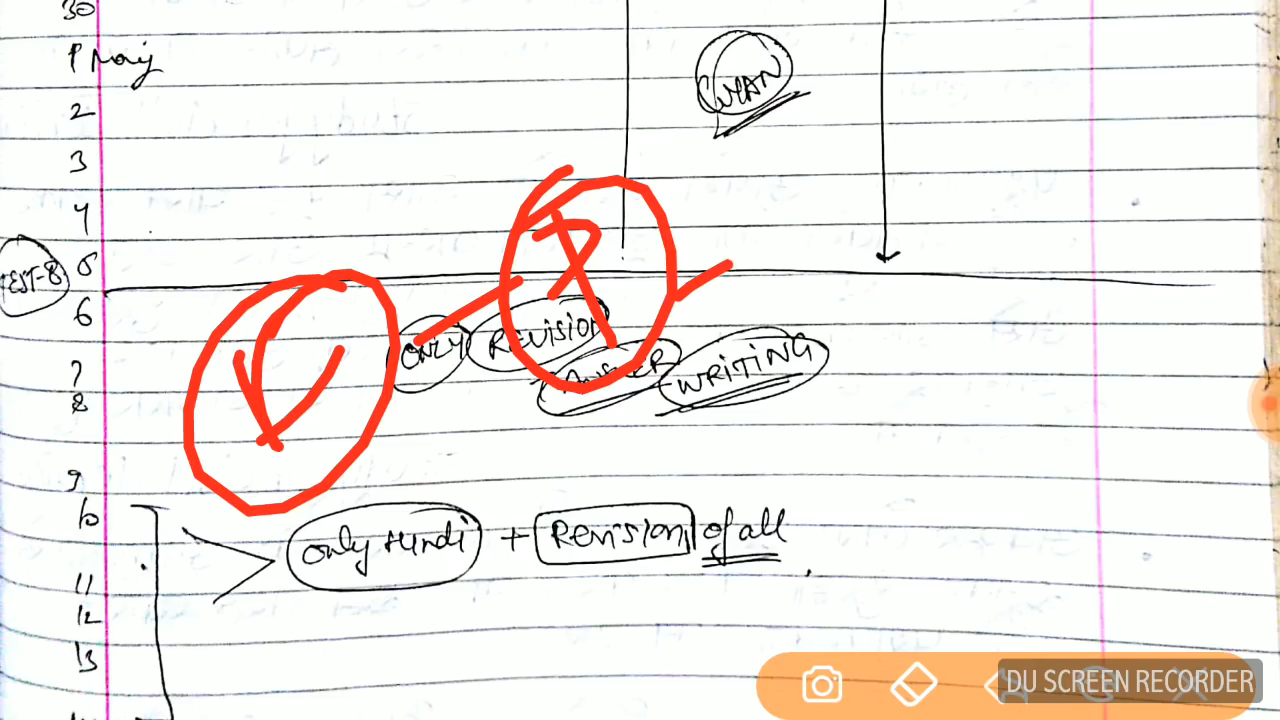 30
1 May
2
3
4
TEST-8 5
6
ONLY REVISION
7
ANSWER WRITING
8
9
10
only Hindi + Revision of all
11
12
13
DU SCREEN RECORDER